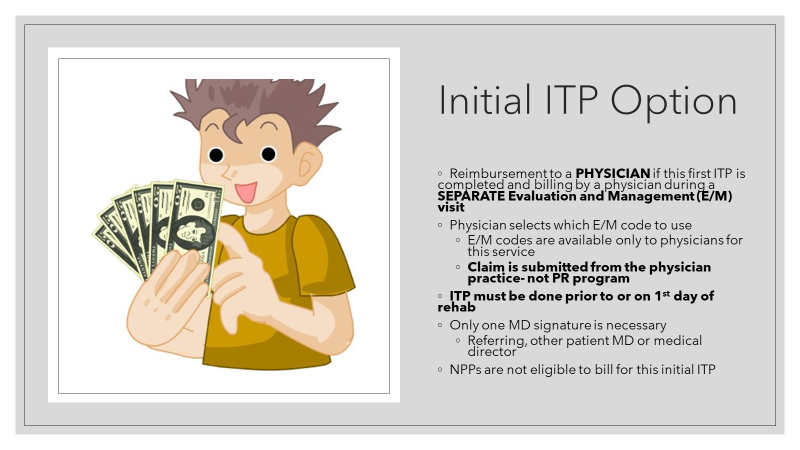 Initial ITP Option
◦ Reimbursement to a PHYSICIAN if this first ITP is
completed and billing by a physician during a
SEPARATE Evaluation and Management (E/M)
visit
◦ Physician selects which E/M code to use
◦ E/M codes are available only to physicians for
this service
◦ Claim is submitted from the physician
practice- not PR program
◦ ITP must be done prior to or on 1st day of
rehab
◦ Only one MD signature is necessary
◦ Referring, other patient MD or medical
director
◦ NPPs are not eligible to bill for this initial ITP